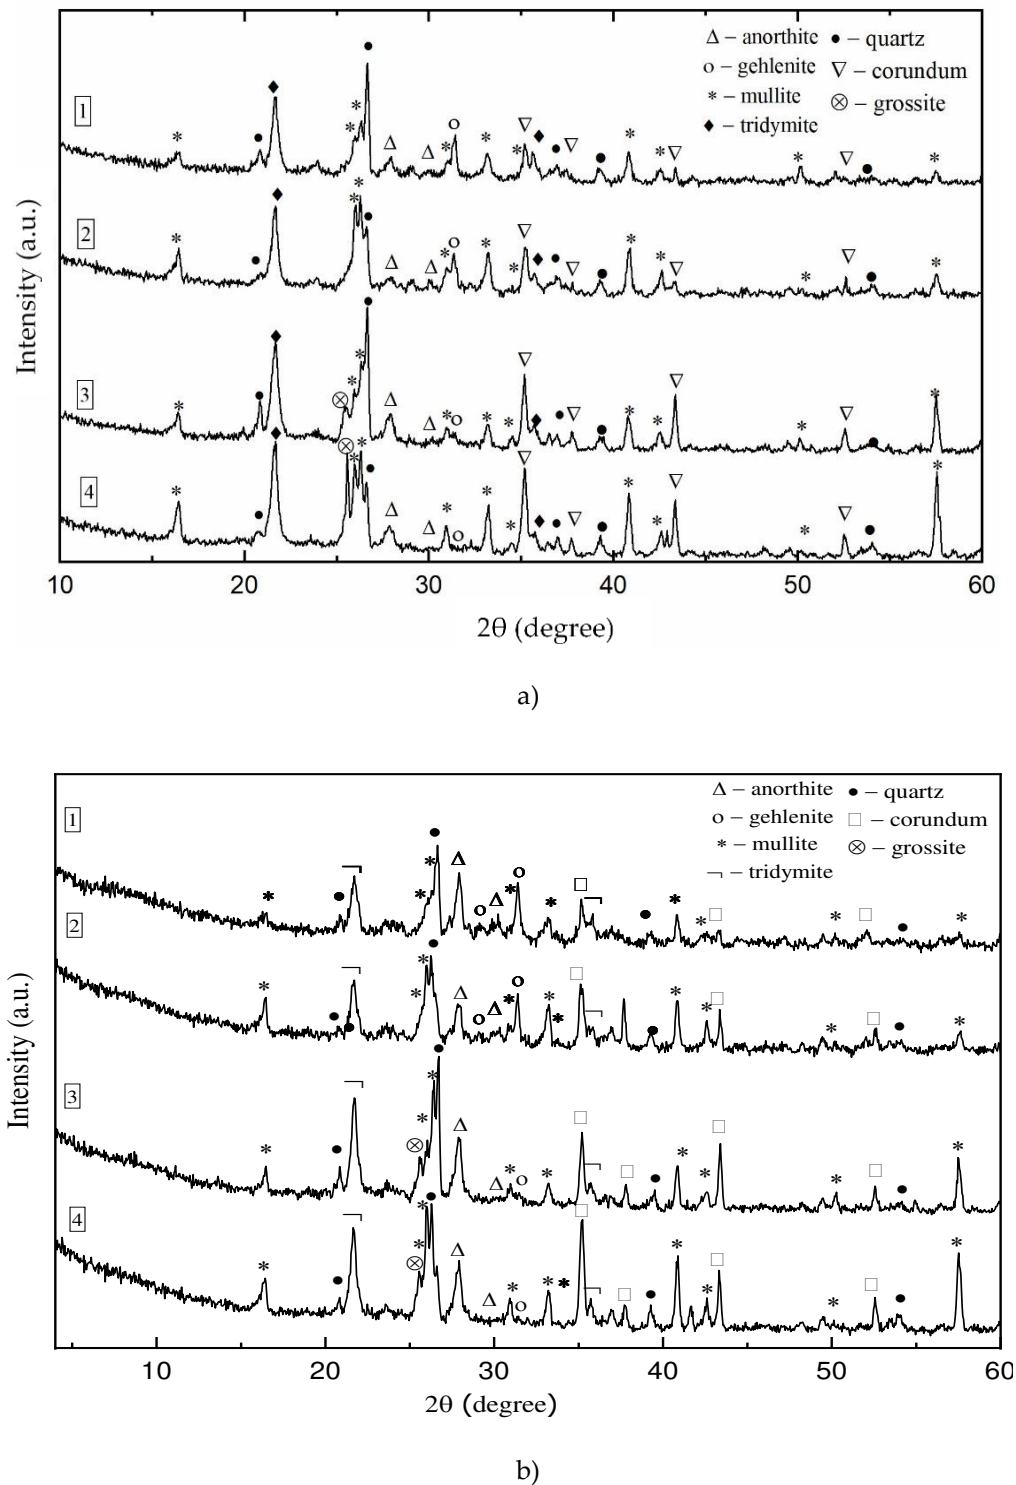 Δ – anorthite ● – quartz
o – gehlenite ▽ – corundum
* – mullite ⊗ – grossite
♦ – tridymite
1
2
3
4
Intensity (a.u.)
10 20 30 40 50 60
2θ (degree)
a)
Δ – anorthite ● – quartz
o – gehlenite □ – corundum
* – mullite ⊗ – grossite
¬ – tridymite
1
2
3
4
Intensity (a.u.)
10 20 30 40 50 60
2θ (degree)
b)